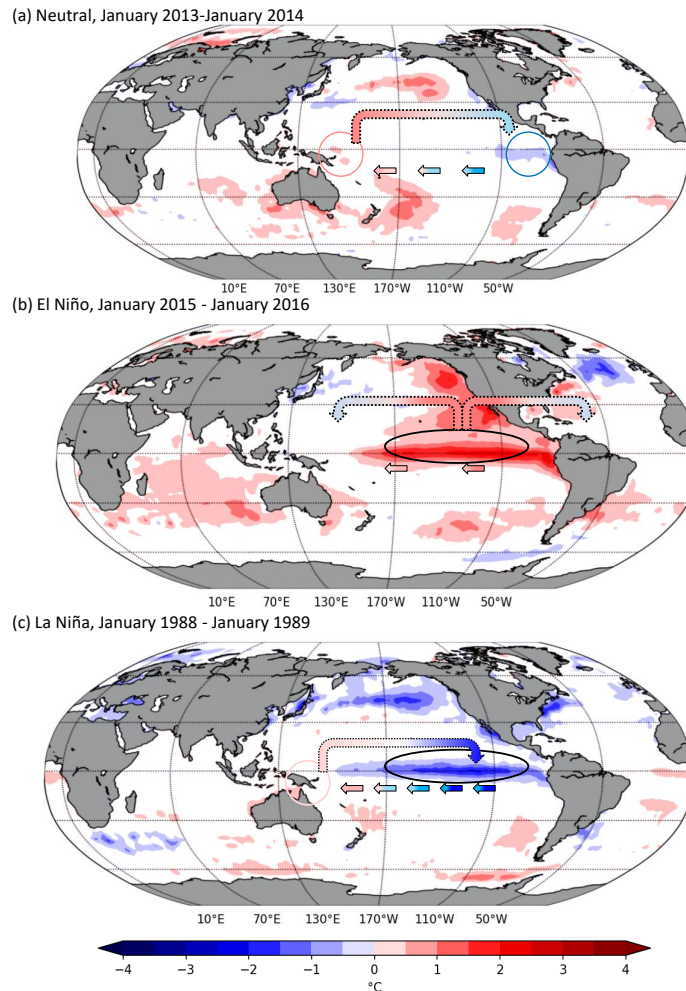 (a) Neutral, January 2013-January 2014
10°E 70°E 130°E 170°W 110°W 50°W
(b) El Niño, January 2015 - January 2016
10°E 70°E 130°E 170°W 110°W 50°W
(c) La Niña, January 1988 - January 1989
10°E 70°E 130°E 170°W 110°W 50°W
−4 −3 −2 −1 0 1 2 3 4
°C